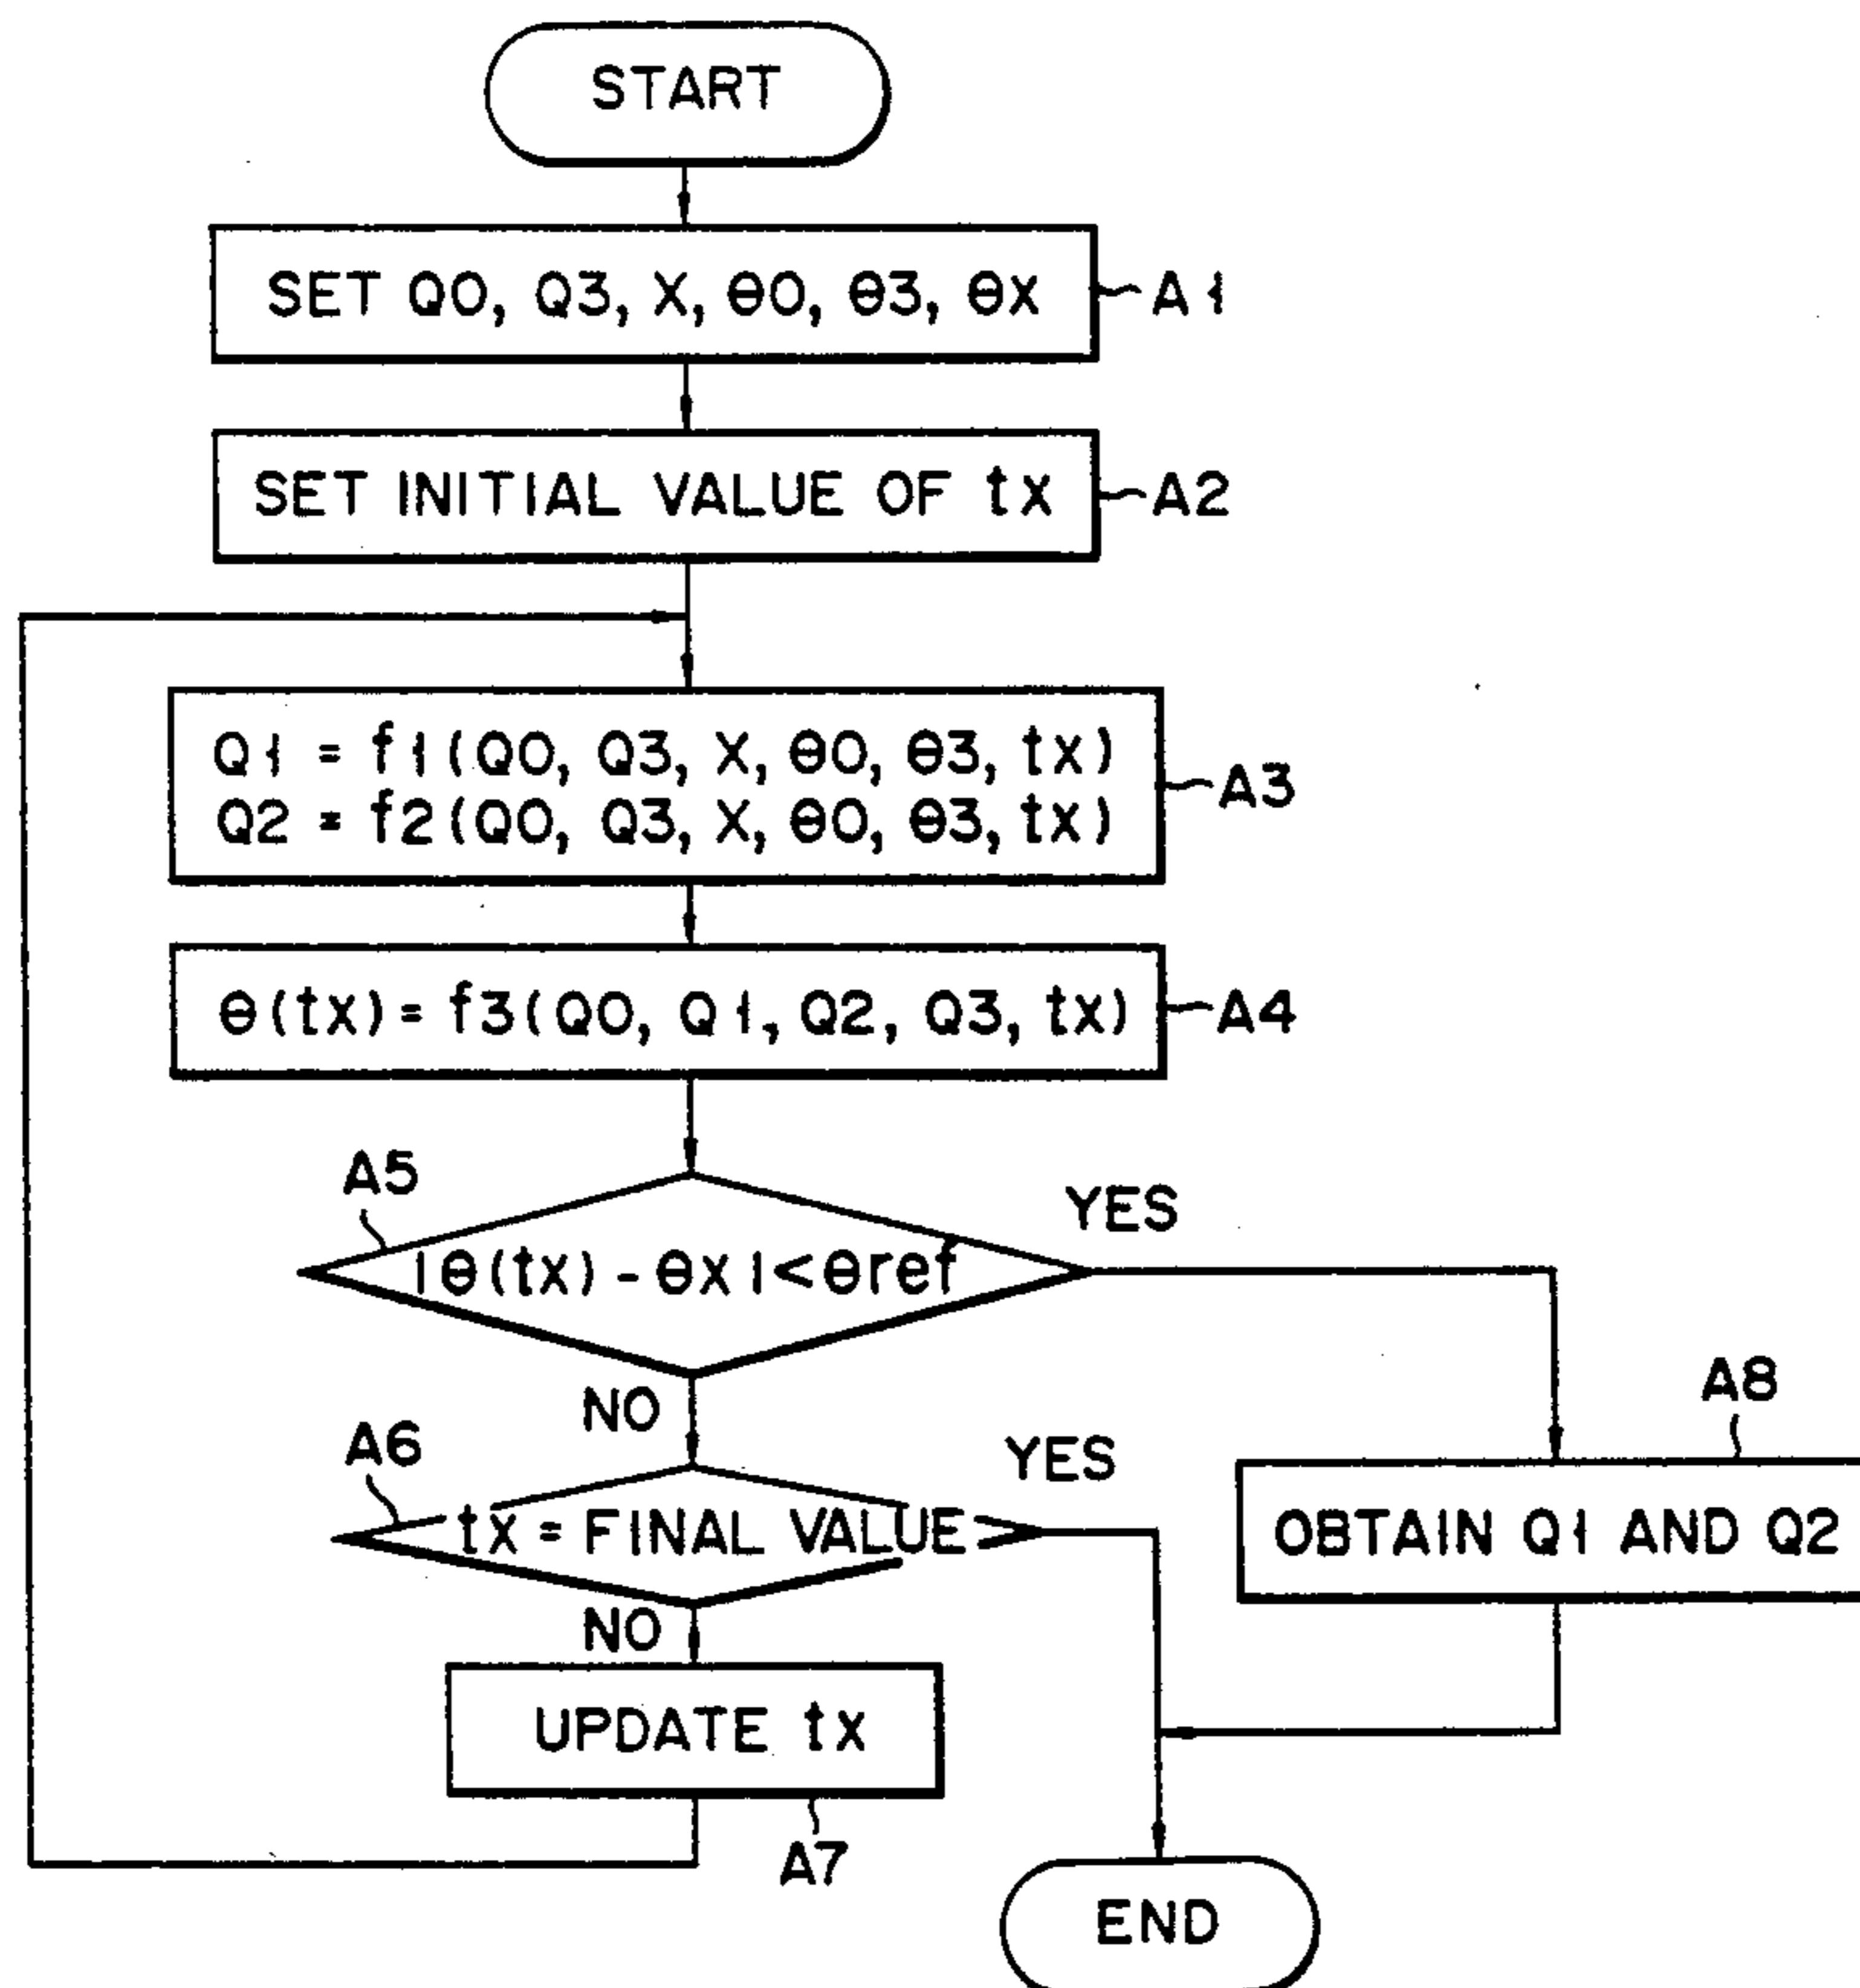 START
SET Q0, Q3, X, θ0, θ3, θx
A1
SET INITIAL VALUE OF tx
A2
Q1 = f1(Q0, Q3, X, θ0, θ3, tx)
Q2 = f2(Q0, Q3, X, θ0, θ3, tx)
A3
θ(tx) = f3(Q0, Q1, Q2, Q3, tx)
A4
A5
YES
|θ(tx) - θx|<θref
NO
A8
A6
YES
tx = FINAL VALUE
OBTAIN Q1 AND Q2
NO
UPDATE tx
A7
END